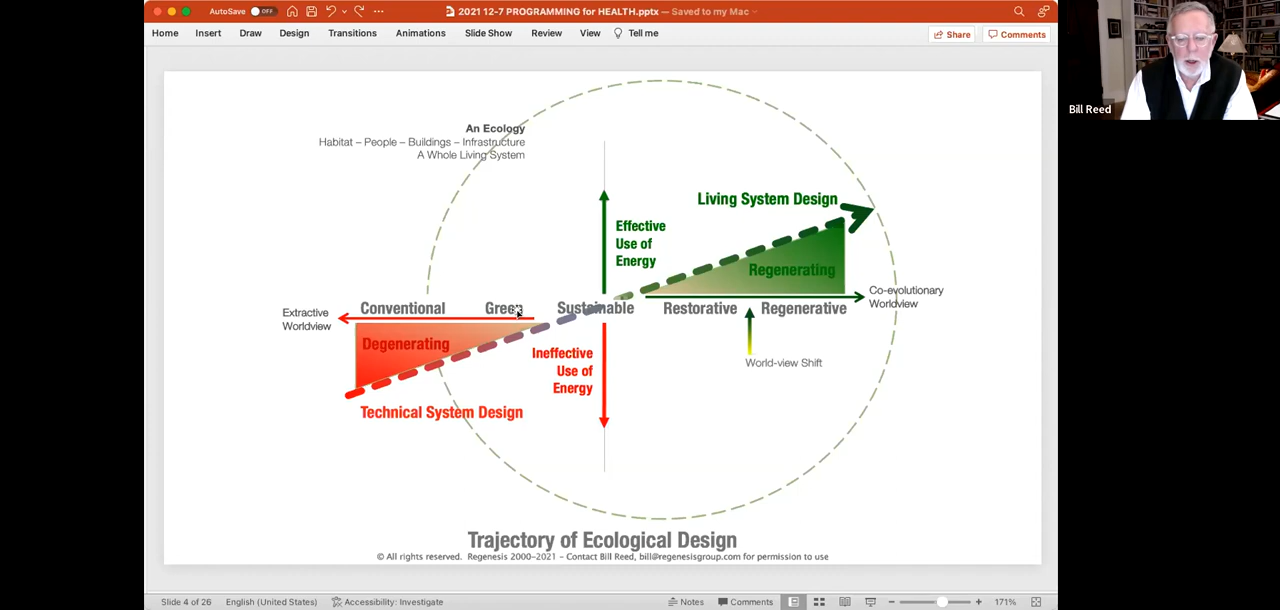 AutoSave OFF
2021 12-7 PROGRAMMING for HEALTH.pptx — Saved to my Mac
Home Insert Draw Design Transitions Animations Slide Show Review View Tell me
Share Comments
Bill Reed
An Ecology
Habitat – People – Buildings – Infrastructure
A Whole Living System
Living System Design
Effective
Use of
Energy
Regenerating
Co-evolutionary
Worldview
Extractive
Worldview
Conventional Green Sustainable Restorative Regenerative
Degenerating
Ineffective
Use of
Energy
World-view Shift
Technical System Design
Trajectory of Ecological Design
© All rights reserved. Regenesis 2000–2021 – Contact Bill Reed, bill@regenesisgroup.com for permission to use
Slide 4 of 26 English (United States) Accessibility: Investigate Notes Comments 171%